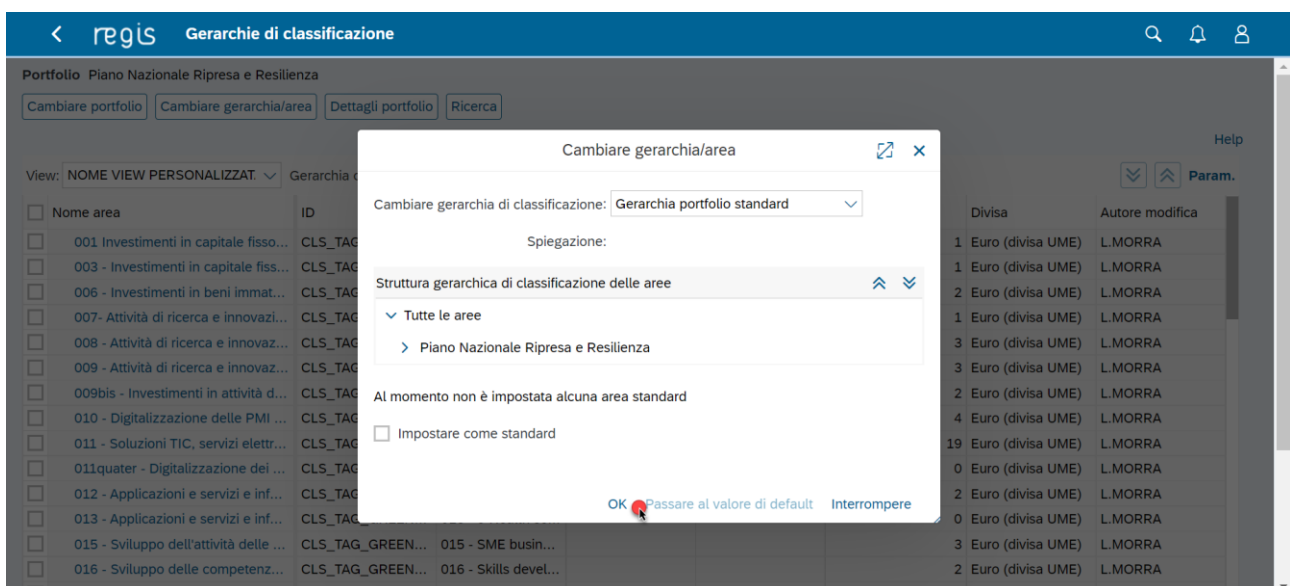 regis Gerarchie di classificazione
Portfolio Piano Nazionale Ripresa e Resilienza
Cambiare portfolio Cambiare gerarchia/area Dettagli portfolio Ricerca
Help
View: NOME VIEW PERSONALIZZAT. Gerarchia Param.
Nome area ID Divisa Autore modifica
001 Investimenti in capitale fisso... CLS_TAG 1 Euro (divisa UME) L.MORRA
003 - Investimenti in capitale fiss... CLS_TAG 1 Euro (divisa UME) L.MORRA
006 - Investimenti in beni immat... CLS_TAG 2 Euro (divisa UME) L.MORRA
007- Attività di ricerca e innovazi... CLS_TAG 1 Euro (divisa UME) L.MORRA
008 - Attività di ricerca e innovaz... CLS_TAG 3 Euro (divisa UME) L.MORRA
009 - Attività di ricerca e innovaz... CLS_TAG 3 Euro (divisa UME) L.MORRA
009bis - Investimenti in attività d... CLS_TAG 2 Euro (divisa UME) L.MORRA
010 - Digitalizzazione delle PMI ... CLS_TAG 4 Euro (divisa UME) L.MORRA
011 - Soluzioni TIC, servizi elettr... CLS_TAG 19 Euro (divisa UME) L.MORRA
011quater - Digitalizzazione dei ... CLS_TAG 0 Euro (divisa UME) L.MORRA
012 - Applicazioni e servizi e inf... CLS_TAG 2 Euro (divisa UME) L.MORRA
013 - Applicazioni e servizi e inf... 0 Euro (divisa UME) L.MORRA
015 - Sviluppo dell'attività delle ... CLS_TAG_GREEN... 015 - SME busin... 3 Euro (divisa UME) L.MORRA
016 - Sviluppo delle competenz... CLS_TAG_GREEN... 016 - Skills devel... 2 Euro (divisa UME) L.MORRA
Cambiare gerarchia/area
Cambiare gerarchia di classificazione: Gerarchia portfolio standard
Spiegazione:
Struttura gerarchica di classificazione delle aree
Tutte le aree
Piano Nazionale Ripresa e Resilienza
Al momento non è impostata alcuna area standard
Impostare come standard
OK Passare al valore di default Interrompere